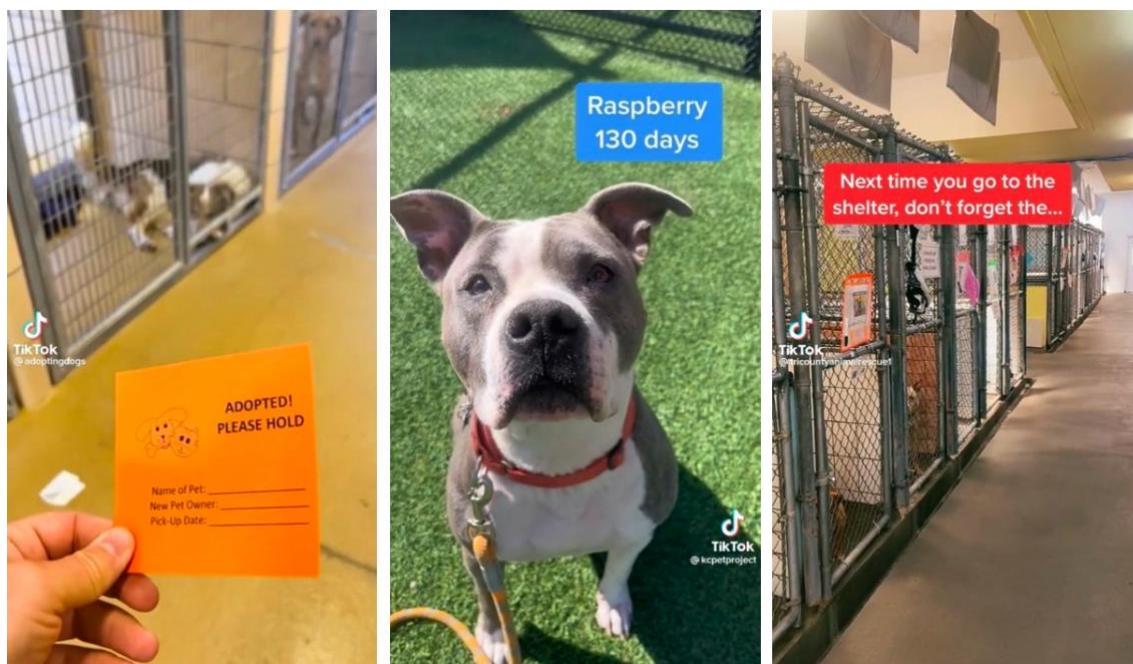 TikTok
@adoptingdogs
ADOPTED!
PLEASE HOLD
Name of Pet:
New Pet Owner:
Pick-Up Date:
Raspberry
130 days
TikTok
@kcpetproject
Next time you go to the
shelter, don't forget the...
TikTok
@tricountyanimalrescue1